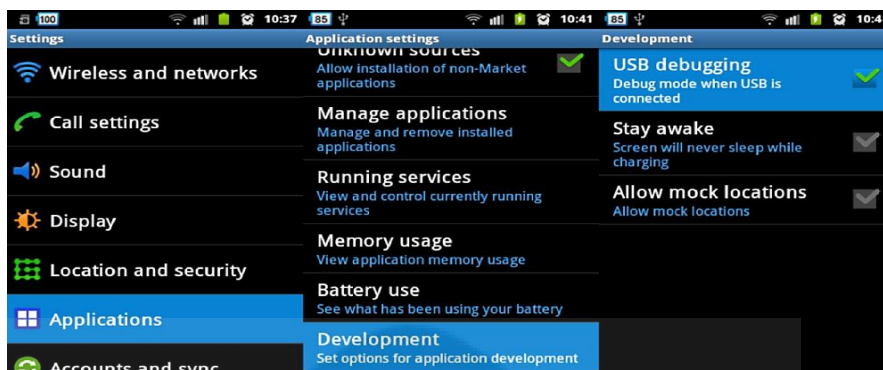 100
10:37
Settings
Wireless and networks
Call settings
Sound
Display
Location and security
Applications
Accounts and sync
85
10:41
Application settings
Unknown sources
Allow installation of non-Market
applications
Manage applications
Manage and remove installed
applications
Running services
View and control currently running
services
Memory usage
View application memory usage
Battery use
See what has been using your battery
Development
Set options for application development
85
10:4
Development
USB debugging
Debug mode when USB is
connected
Stay awake
Screen will never sleep while
charging
Allow mock locations
Allow mock locations